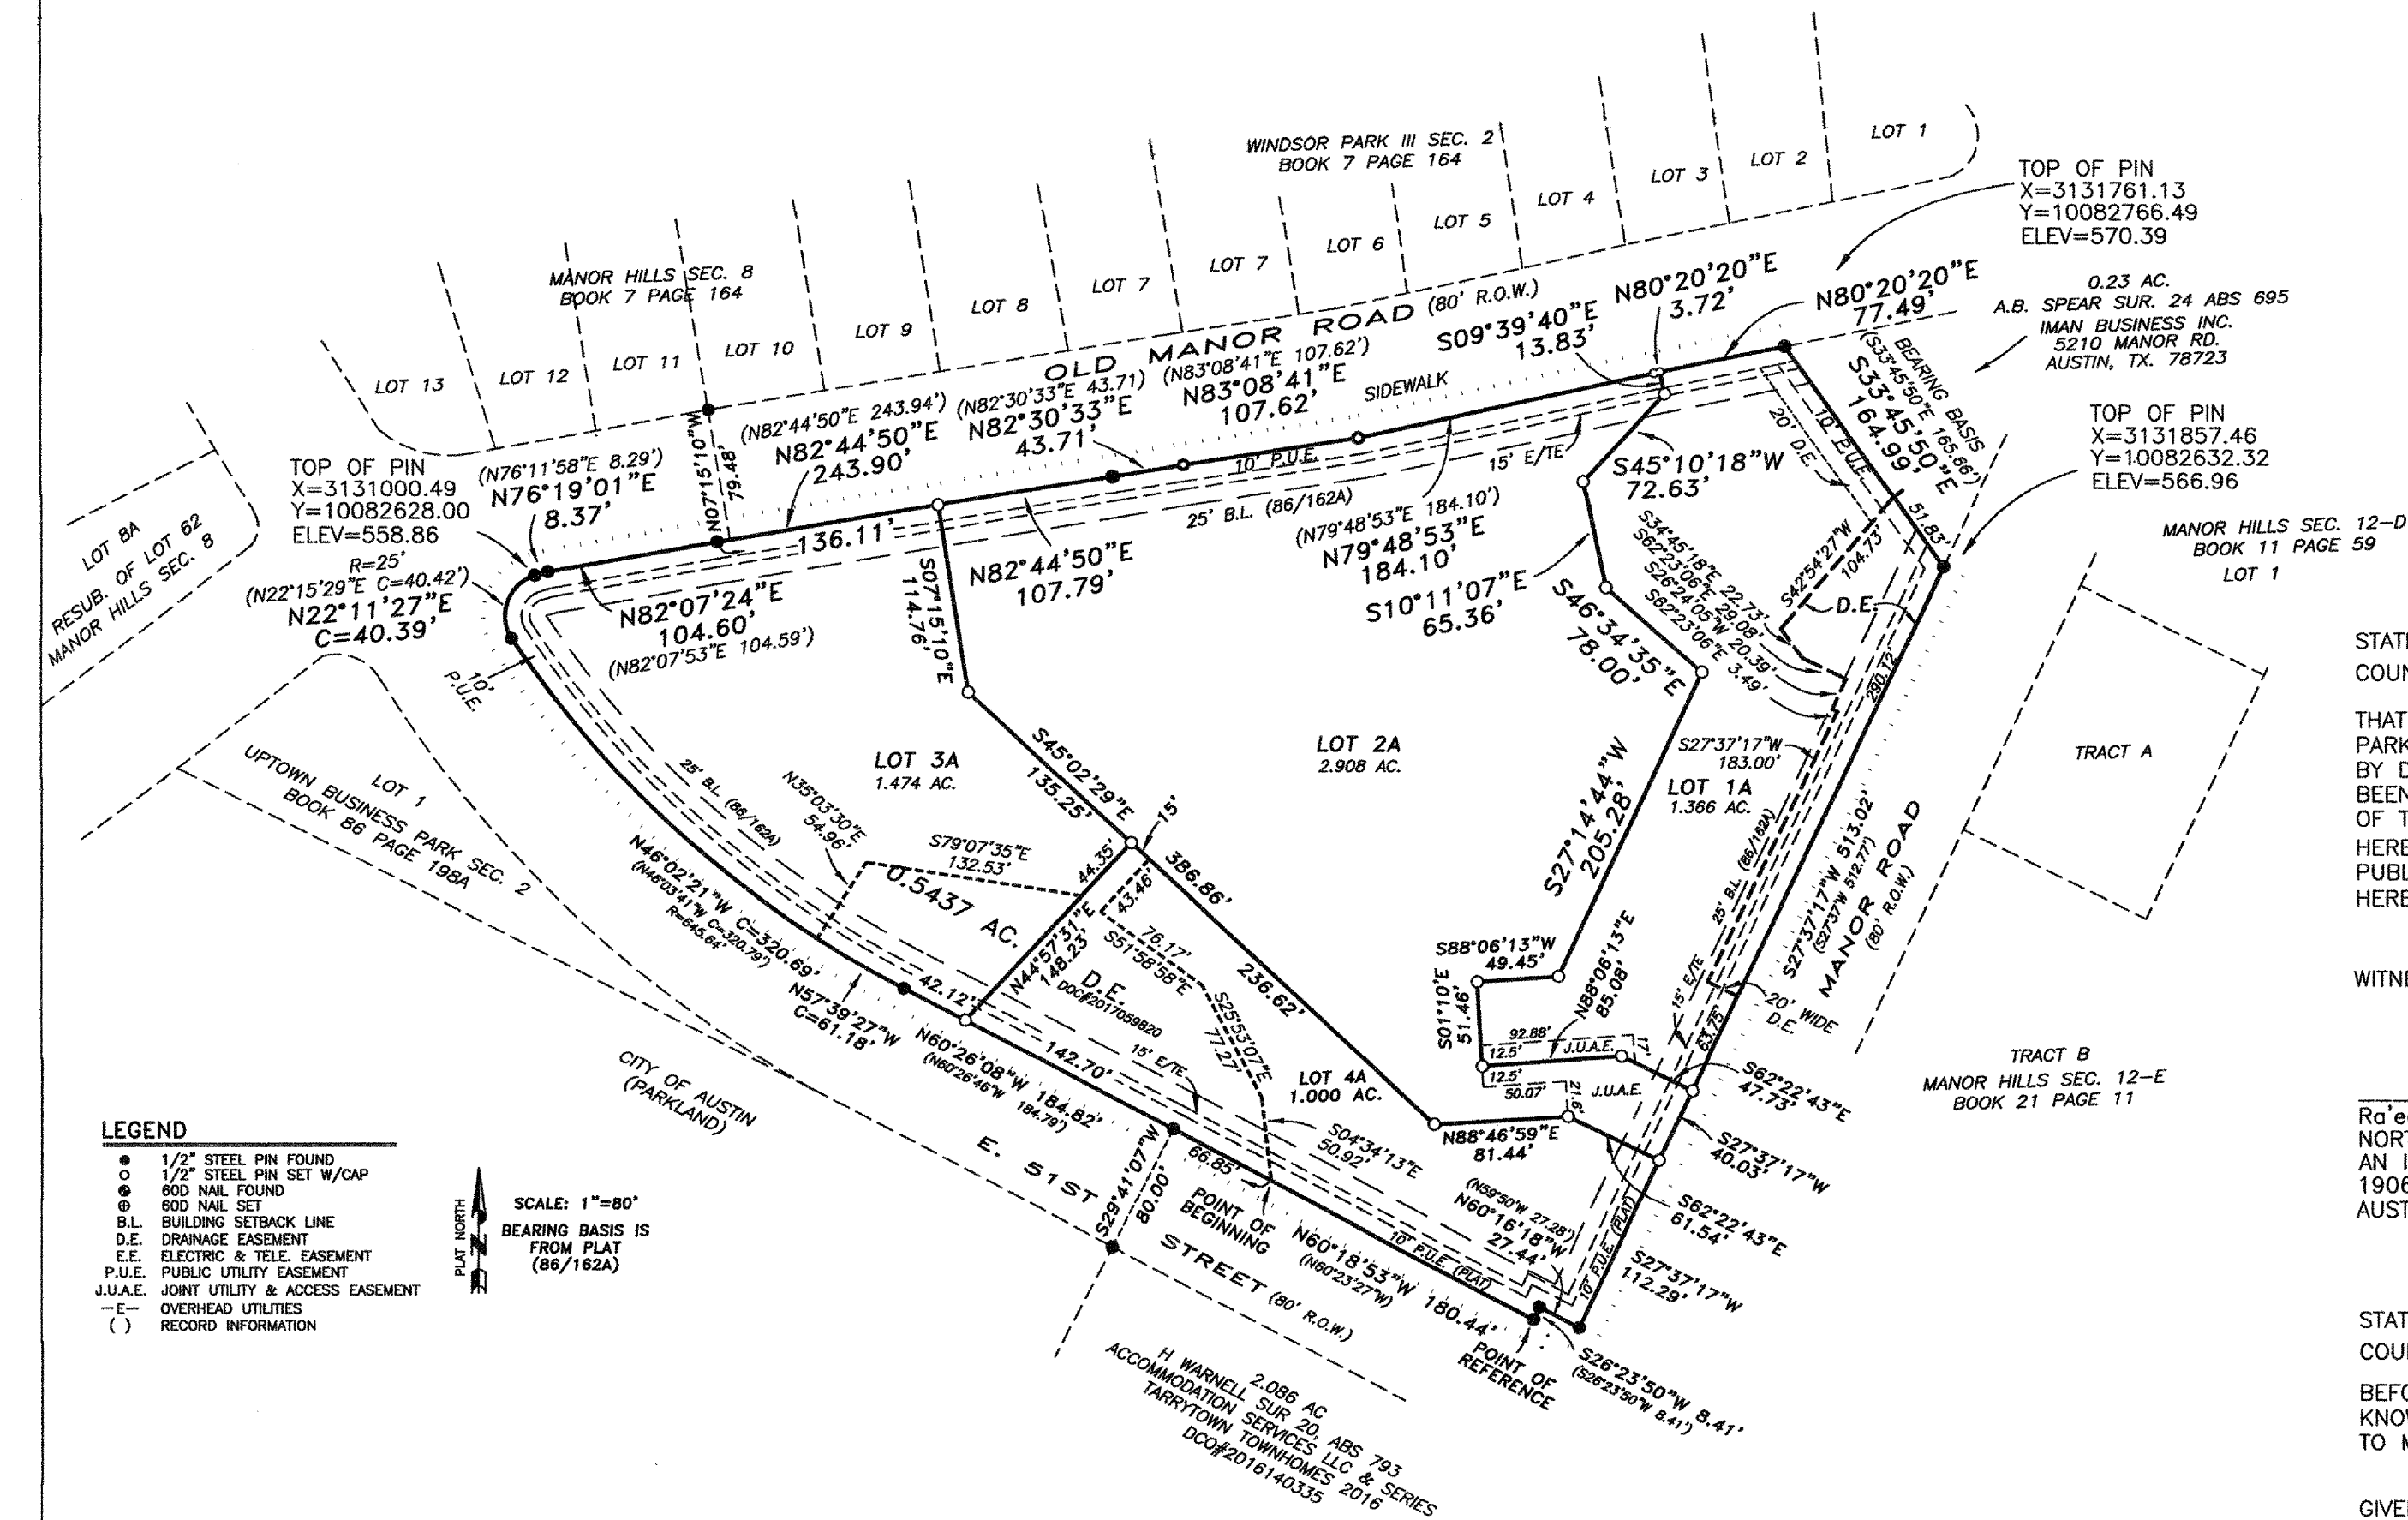 WINDSOR PARK III SEC. 2
BOOK 7 PAGE 164
LOT 1
LOT 2
LOT 3
LOT 4
LOT 5
LOT 6
LOT 7
LOT 7
LOT 8
LOT 9
LOT 10
LOT 11
LOT 12
LOT 13
MANOR HILLS SEC. 8
BOOK 7 PAGE 164
TOP OF PIN
X=3131761.13
Y=10082766.49
ELEV=570.39
0.23 AC.
A.B. SPEAR SUR. 24 ABS 695
IMAN BUSINESS INC.
5210 MANOR RD.
AUSTIN, TX. 78723
TOP OF PIN
X=3131857.46
Y=10082632.32
ELEV=566.96
MANOR HILLS SEC. 12-D
BOOK 11 PAGE 59
LOT 1
OLD MANOR ROAD (80' R.O.W.)
N80°20'20"E
3.72'
N80°20'20"E
77.49'
S09°39'40"E
13.83'
BEARING BASIS
(S33°45'50"E 165.66')
S33°45'50"E
164.99'
51.83'
10' P.U.E.
20' D.E.
(N83°08'41"E 107.62')
N83°08'41"E
107.62'
SIDEWALK
(N82°30'33"E 43.71)
N82°30'33"E
43.71'
(N82°44'50"E 243.94')
N82°44'50"E
243.90'
N07°15'10"W
79.48'
TOP OF PIN
X=3131000.49
Y=10082628.00
ELEV=558.86
(N76°11'58"E 8.29')
N76°19'01"E
8.37'
R=25'
(N22°15'29"E C=40.42')
N22°11'27"E
C=40.39'
LOT 8A
RESUB. OF LOT 62
MANOR HILLS SEC. 8
136.11'
10' P.U.E.
15' E/TE
25' B.L. (86/162A)
N82°44'50"E
107.79'
N82°07'24"E
104.60'
(N82°07'53"E 104.59')
(N79°48'53"E 184.10')
N79°48'53"E
184.10'
S45°10'18"W
72.63'
S10°11'07"E
65.36'
S46°34'35"E
78.00'
S34°45'18"E 22.73'
S62°23'06"E 29.08'
S26°24'05"W 20.39'
S62°23'06"E 3.49'
S42°54'27"W
104.73'
D.E.
290.12'
S07°15'10"E
114.76'
10'
P.U.E.
LOT 3A
1.474 AC.
LOT 2A
2.908 AC.
LOT 1A
1.366 AC.
S27°37'17"W
183.00'
S27°14'44"W
205.28'
S45°02'29"E
135.25'
15'
386.86'
236.62'
25' B.L. (86/162A)
15' E/TE
S27°37'17"W 513.02'
(S27°37'W 512.77')
MANOR ROAD
(80' R.O.W.)
TRACT A
TRACT B
MANOR HILLS SEC. 12-E
BOOK 21 PAGE 11
LOT 1
UPTOWN BUSINESS PARK SEC. 2
BOOK 86 PAGE 198A
25' B.L. (86/162A)
N35°03'30"E
54.96'
S79°07'35"E
132.53'
0.5437 AC.
44.35'
43.46'
N44°57'31"E
148.23'
76.17'
S51°58'58"E
D.E.
DOC#2017059820
S25°53'07"E
77.27'
N46°02'21"W C=320.69'
(N46°03'41"W C=320.79')
R=645.64'
N57°39'27"W
C=61.18'
42.12'
142.70'
15' E/TE
N60°26'08"W 184.82'
(N60°26'46"W 184.79')
LOT 4A
1.000 AC.
S04°34'13"E
50.92'
S88°06'13"W
49.45'
S01°10'E
51.46'
N88°06'13"E
85.08'
92.88'
12.5'
J.U.A.E.
17'
12.5'
50.07'
21.6'
J.U.A.E.
N88°46'59"E
81.44'
63.75'
20' WIDE
D.E.
S62°22'43"E
47.73'
S27°37'17"W
40.03'
S62°22'43"E
61.54'
S27°37'17"W
112.29'
10' P.U.E. (PLAT)
(N59°50'W 27.28')
N60°16'18"W
27.44'
S26°23'50"W 8.41'
(S26°23'50"W 8.41')
POINT OF
REFERENCE
10' P.U.E. (PLAT)
N60°18'53"W 180.44'
(N60°23'27"W)
66.85'
POINT OF
BEGINNING
S29°41'07"W
80.00'
E. 51ST STREET (80' R.O.W.)
CITY OF AUSTIN
(PARKLAND)
2.086 AC
H WARNELL SUR 20, ABS 793
ACCOMMODATION SERVICES LLC & SERIES
TARRYTOWN TOWNHOMES 2016
DCO#2016140335
LEGEND
1/2" STEEL PIN FOUND
1/2" STEEL PIN SET W/CAP
60D NAIL FOUND
60D NAIL SET
B.L. BUILDING SETBACK LINE
D.E. DRAINAGE EASEMENT
E.E. ELECTRIC & TELE. EASEMENT
P.U.E. PUBLIC UTILITY EASEMENT
J.U.A.E. JOINT UTILITY & ACCESS EASEMENT
—E— OVERHEAD UTILITIES
( ) RECORD INFORMATION
PLAT NORTH
N
SCALE: 1"=80'
BEARING BASIS IS
FROM PLAT
(86/162A)
STATE
COUN
THAT
PARK
BY D
BEEN
OF T
HERE
PUBL
HERE
WITNE
Ra'e
NORT
AN I
1906
AUST
STAT
COUN
BEFO
KNOW
TO M
GIVE